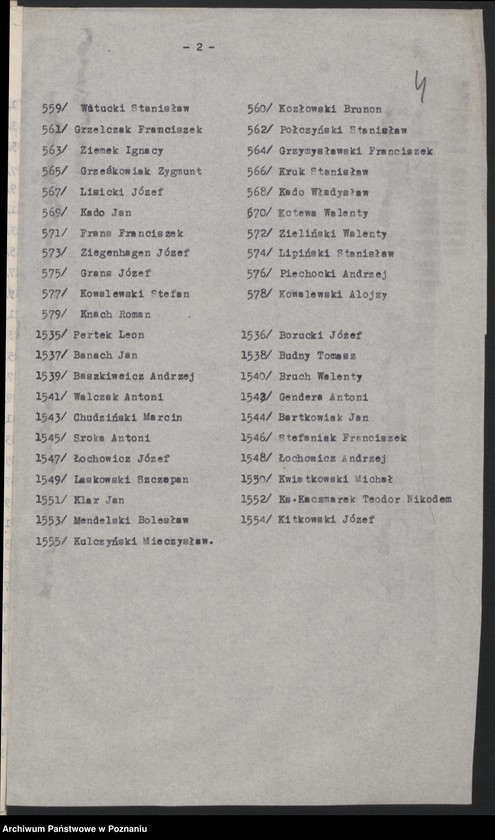 - 2 -
4
559/ Watucki Stanisław 560/ Kozłowski Brunon
561/ Grzelczak Franciszek 562/ Połczyński Stanisław
563/ Ziemek Ignacy 564/ Grzymysławski Franciszek
565/ Grześkowiak Zygmunt 566/ Kruk Stanisław
567/ Lisicki Józef 568/ Kado Władysław
569/ Kado Jan 670/ Kotewa Walenty
571/ Frans Franciszek 572/ Zieliński Walenty
573/ Ziegenhagen Józef 574/ Lipiński Stanisław
575/ Grans Józef 576/ Piechocki Andrzej
577/ Kowalewski Stefan 578/ Kowalewski Alojzy
579/ Knach Roman
1535/ Pertek Leon 1536/ Borucki Józef
1537/ Banach Jan 1538/ Budny Tomasz
1539/ Baszkiweicz Andrzej 1540/ Bruch Walenty
1541/ Walczak Antoni 1542/ Gendera Antoni
1543/ Chudziński Marcin 1544/ Bartkowiak Jan
1545/ Sroka Antoni 1546/ Stefaniak Franciszek
1547/ Łochowicz Józef 1548/ Łochowicz Andrzej
1549/ Laskowski Szczepan 1550/ Kwiatkowski Michał
1551/ Klar Jan 1552/ Ks.Kaczmarek Teodor Nikodem
1553/ Mendelski Bolesław 1554/ Kitkowski Józef
1555/ Kulczyński Mieczysław.
Archiwum Państwowe w Poznaniu